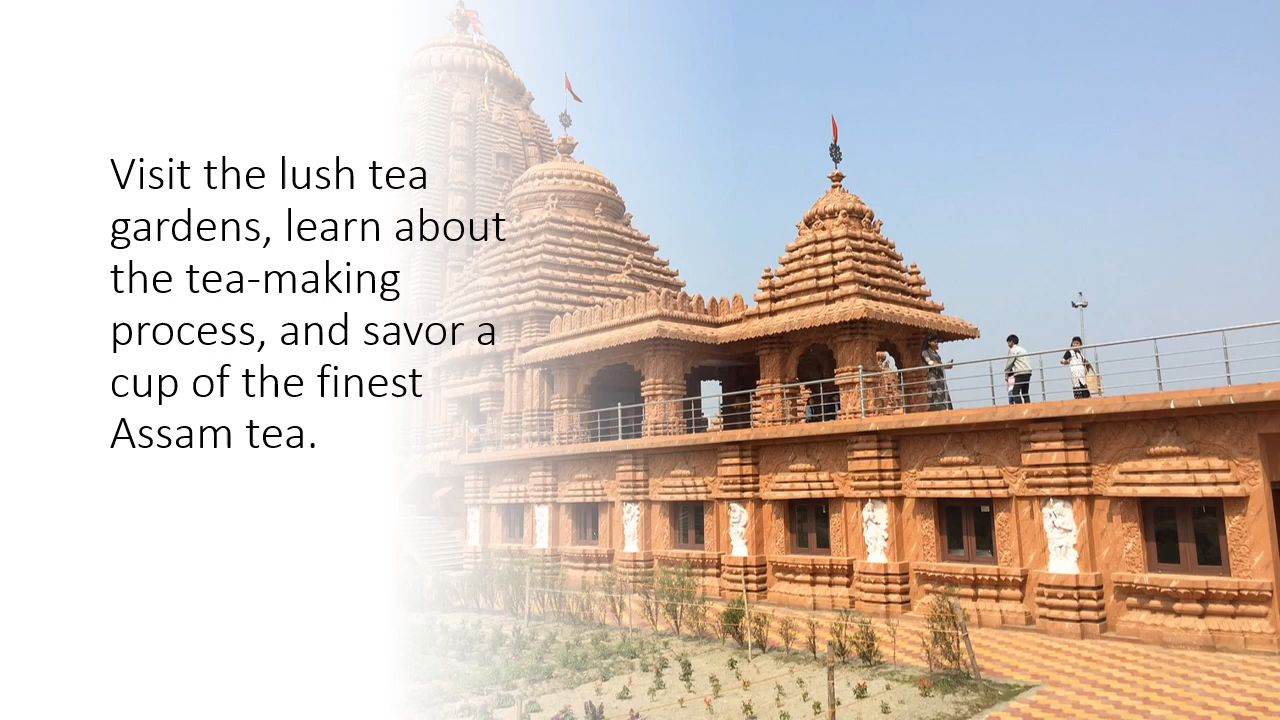 Visit the lush tea
gardens, learn about
the tea-making
process, and savor a
cup of the finest
Assam tea.